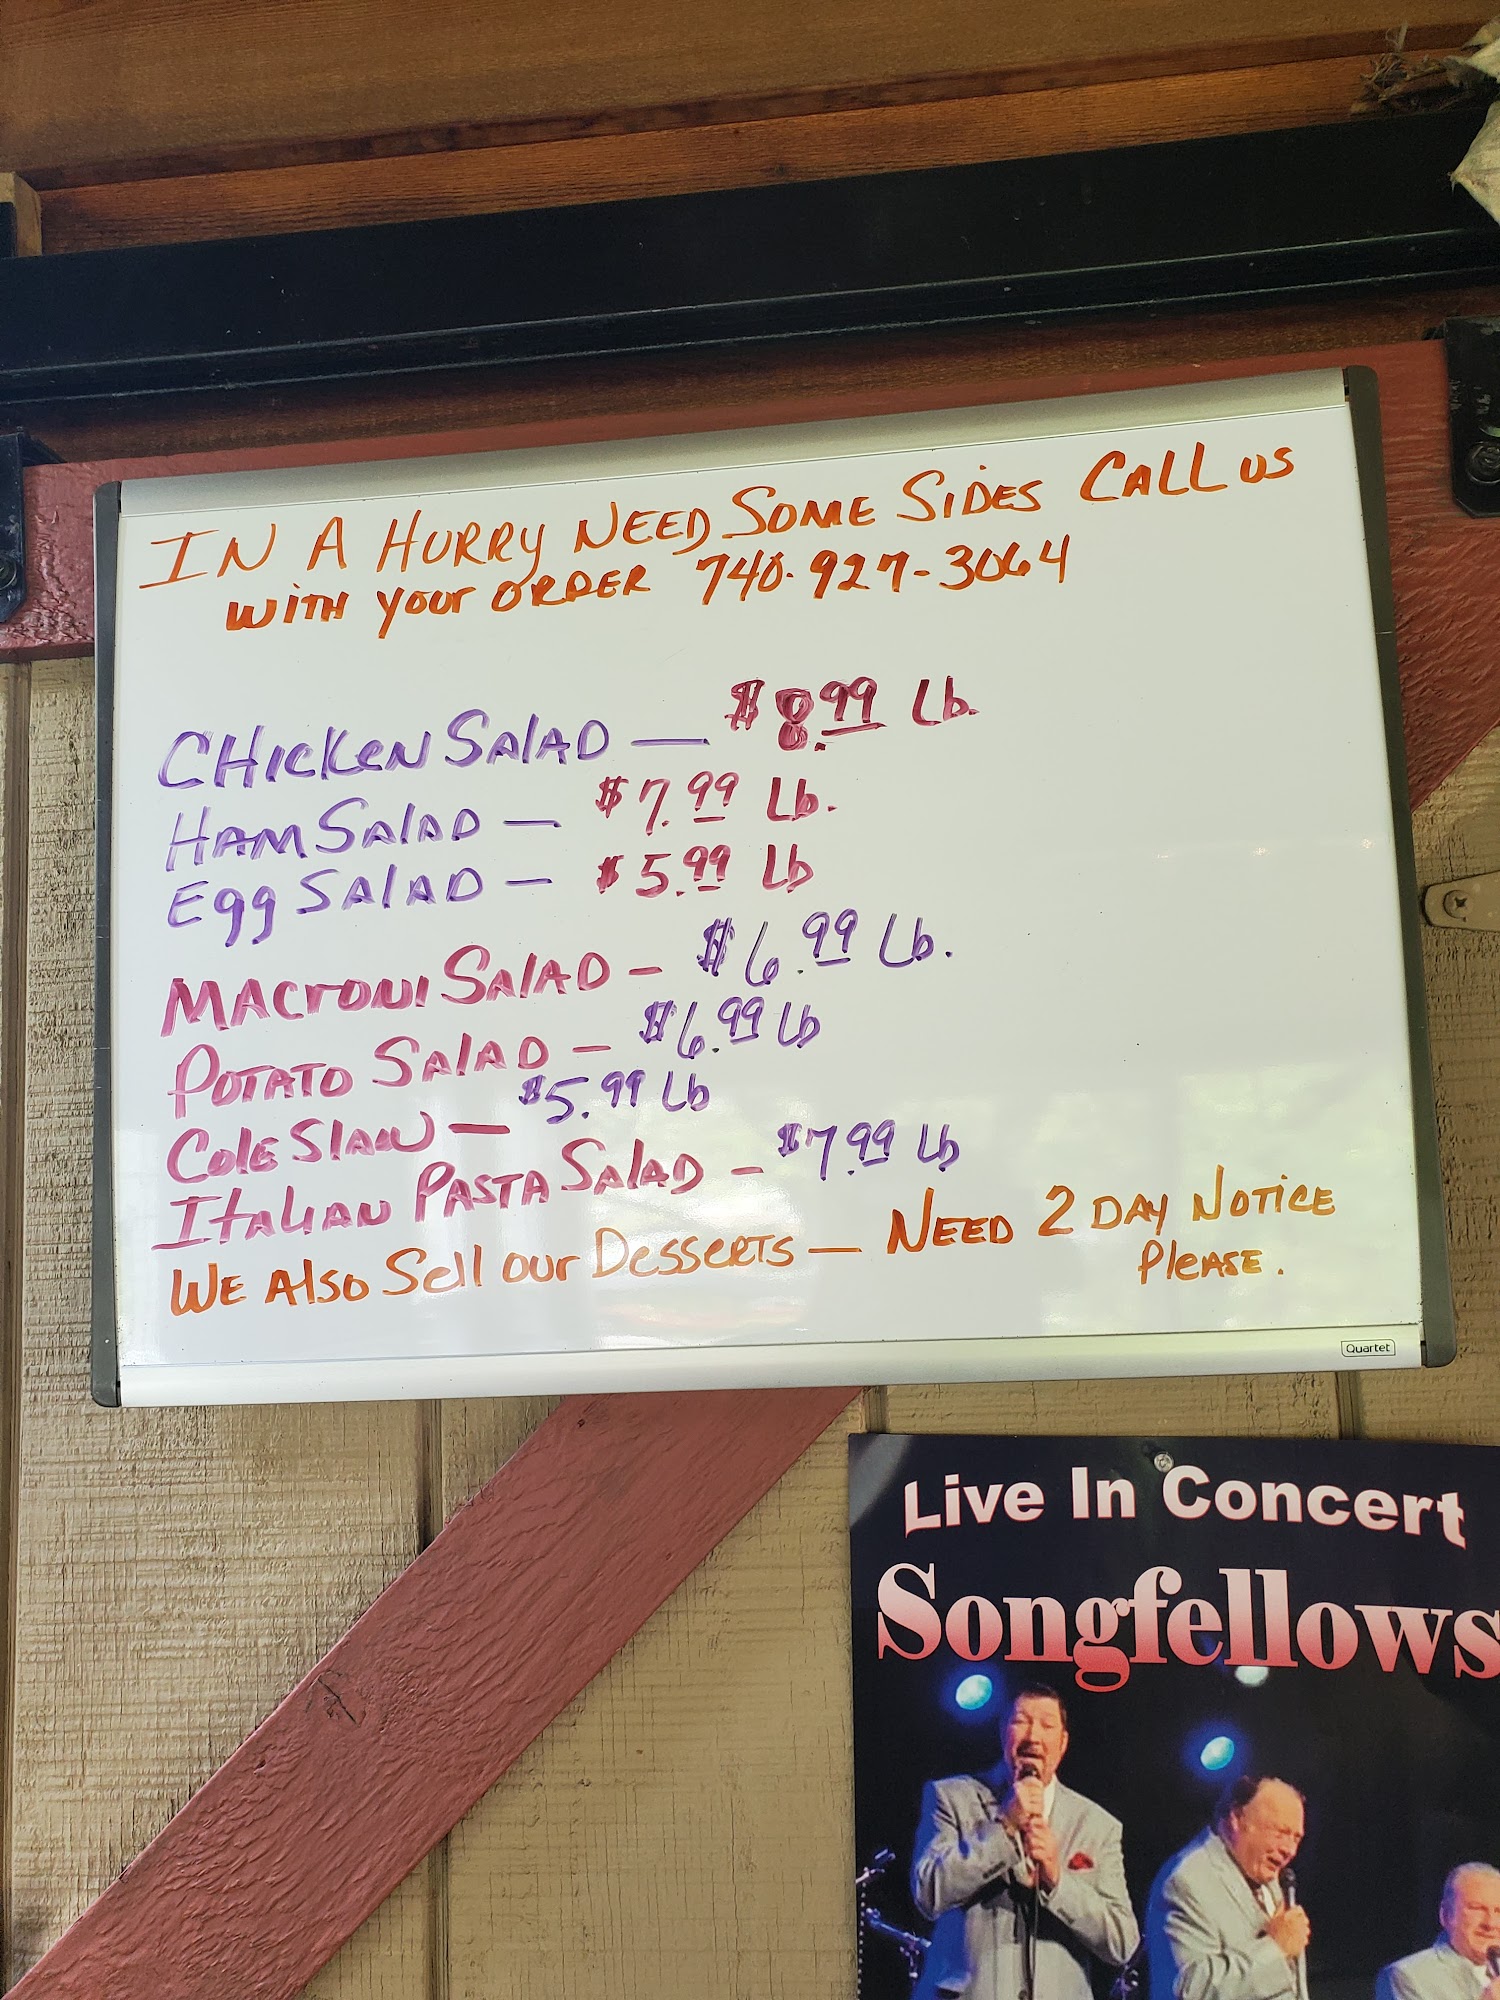 IN A HURRY NEED SOME SIDES CALL US
WITH YOUR ORDER 740-927-3064
CHICKEN SALAD — $8.99 Lb.
HAM SALAD — $7.99 Lb.
Egg SALAD — $5.99 Lb
MACRONI SALAD - $6.99 Lb.
POTATO SALAD - $6.99 Lb
COLE SLAW — $5.99 Lb
ITALIAN PASTA SALAD - $7.99 Lb
WE Also Sell our Desserts — NEED 2 DAY NOTICE
Please.
Quartet
Live In Concert
Songfellows